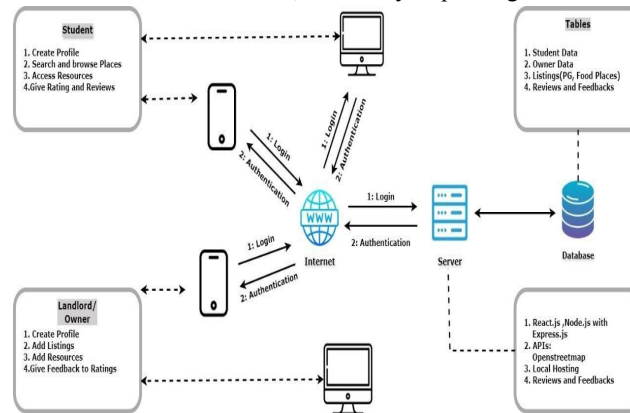 Student
1. Create Profile
2. Search and browse Places
3. Access Resources
4.Give Rating and Reviews
Tables
1. Student Data
2. Owner Data
3. Listings(PG, Food Places)
4. Reviews and Feedbacks
1: Login
2: Authentication
1: Login
2: Authentication
WWW
Internet
1: Login
2: Authentication
Server
Database
1: Login
2: Authentication
Landlord/
Owner
1. Create Profile
2. Add Listings
3. Add Resources
4.Give Feedback to Ratings
1. React.js ,Node.js with
Express.js
2. APIs:
Openstreetmap
3. Local Hosting
4. Reviews and Feedbacks